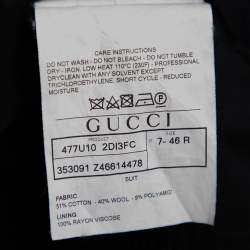 CARE INSTRUCTIONS
DO NOT WASH - DO NOT BLEACH - DO NOT TUMBLE
DRY - IRON, LOW HEAT 110°C (230F) - PROFESSIONAL
DRYCLEAN WITH ANY SOLVENT EXCEPT
TRICHLOROETHYLENE, SHORT CYCLE - REDUCED
MOISTURE
GUCCI
PRODUCT SIZE
477U10 2DI3FC 7- 46 R
353091 Z46614478
SUIT
FABRIC
51% COTTON - 40% WOOL - 9% POLYAMID
LINING
100% RAYON VISCOSE